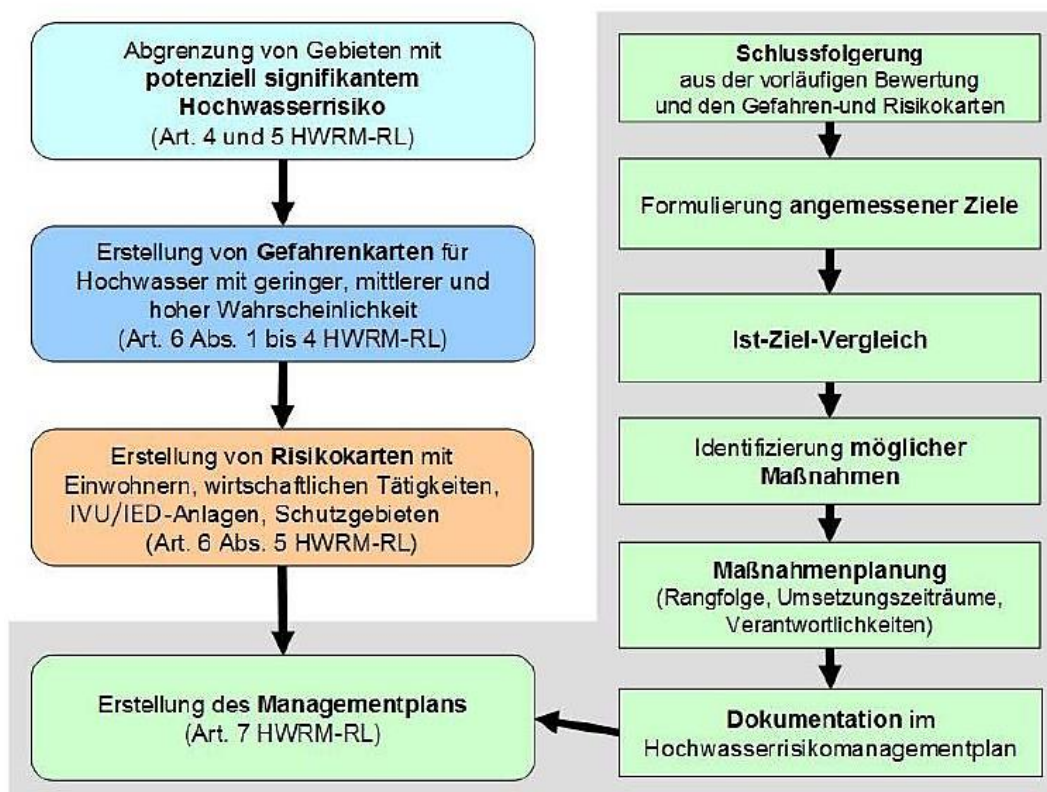 Abgrenzung von Gebieten mit
potenziell signifikantem
Hochwasserrisiko
(Art. 4 und 5 HWRM-RL)
Erstellung von Gefahrenkarten für
Hochwasser mit geringer, mittlerer und
hoher Wahrscheinlichkeit
(Art. 6 Abs. 1 bis 4 HWRM-RL)
Erstellung von Risikokarten mit
Einwohnern, wirtschaftlichen Tätigkeiten,
IVU/IED-Anlagen, Schutzgebieten
(Art. 6 Abs. 5 HWRM-RL)
Erstellung des Managementplans
(Art. 7 HWRM-RL)
Schlussfolgerung
aus der vorläufigen Bewertung
und den Gefahren-und Risikokarten
Formulierung angemessener Ziele
Ist-Ziel-Vergleich
Identifizierung möglicher
Maßnahmen
Maßnahmenplanung
(Rangfolge, Umsetzungszeiträume,
Verantwortlichkeiten)
Dokumentation im
Hochwasserrisikomanagementplan